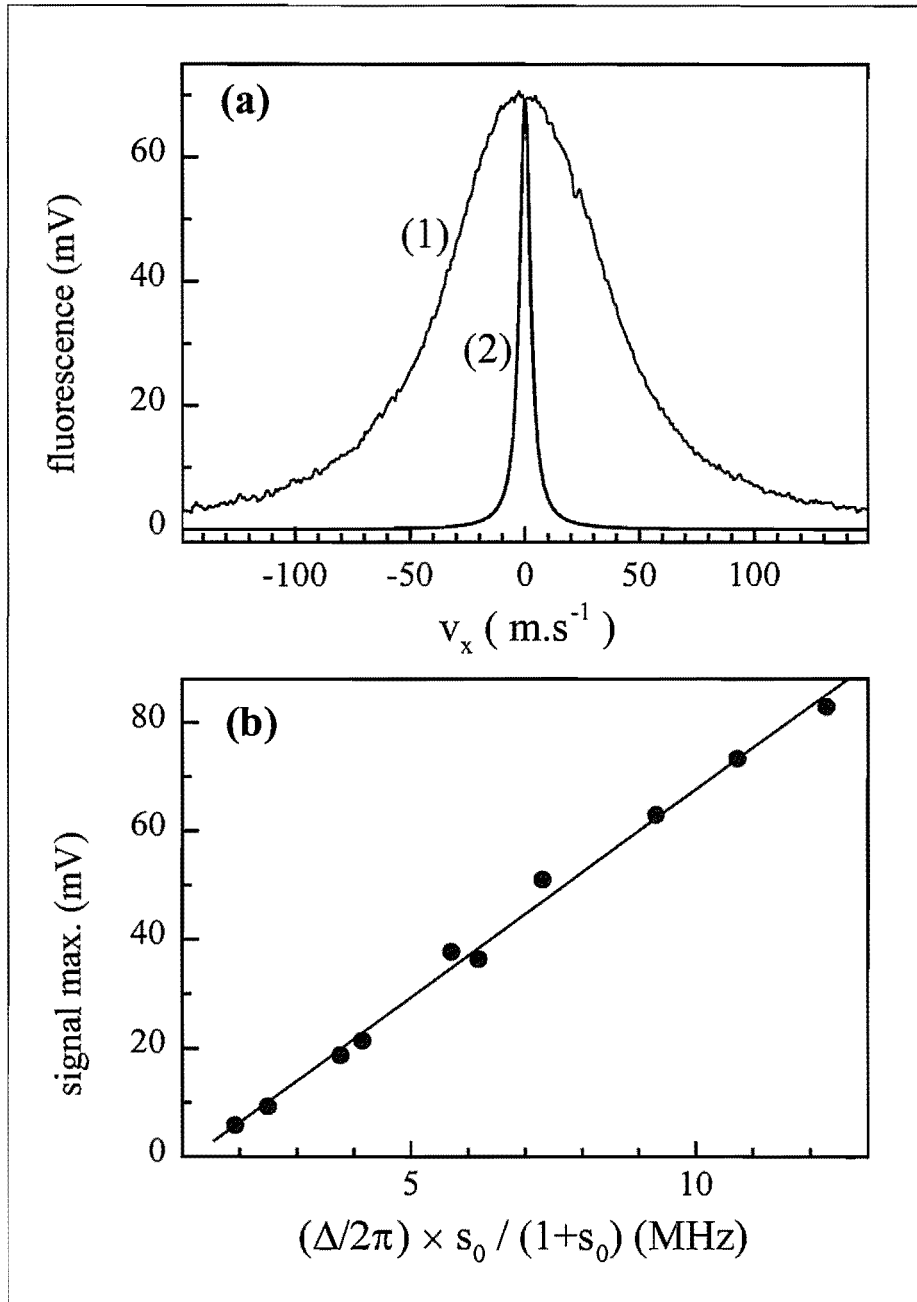 (a)
fluorescence (mV)
60
40
20
0
(1)
(2)
-100 -50 0 50 100
v_x ( m.s^-1 )
(b)
signal max. (mV)
80
60
40
20
0
5 10
(Δ/2π) × s_0 / (1+s_0) (MHz)